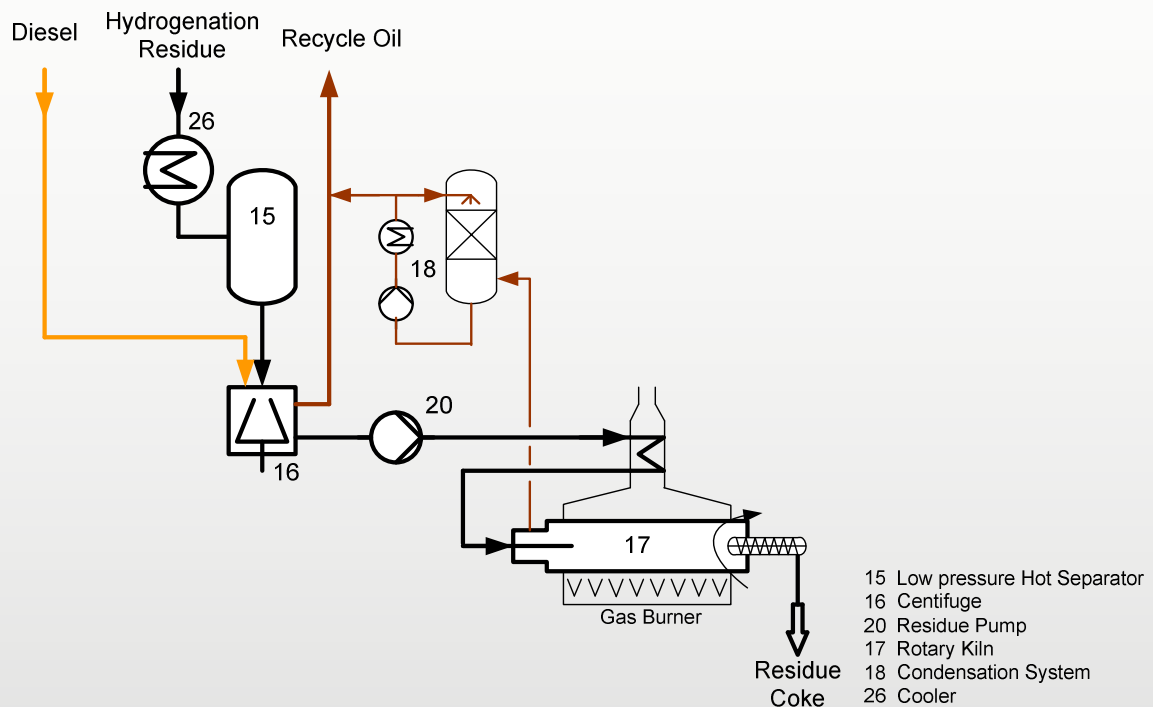 Diesel
Hydrogenation
Residue
Recycle Oil
26
15
18
20
16
17
Gas Burner
Residue
Coke
15 Low pressure Hot Separator
16 Centifuge
20 Residue Pump
17 Rotary Kiln
18 Condensation System
26 Cooler